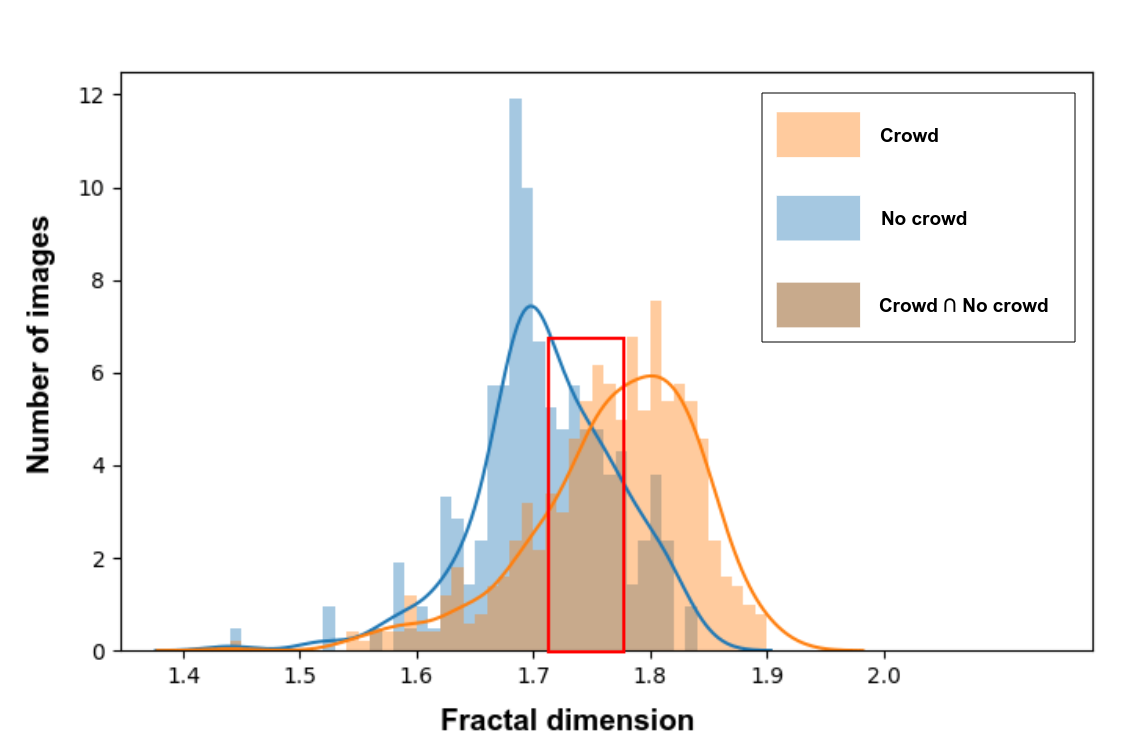 12
10
8
6
4
2
0
Number of images
1.4 1.5 1.6 1.7 1.8 1.9 2.0
Fractal dimension
Crowd
No crowd
Crowd ∩ No crowd